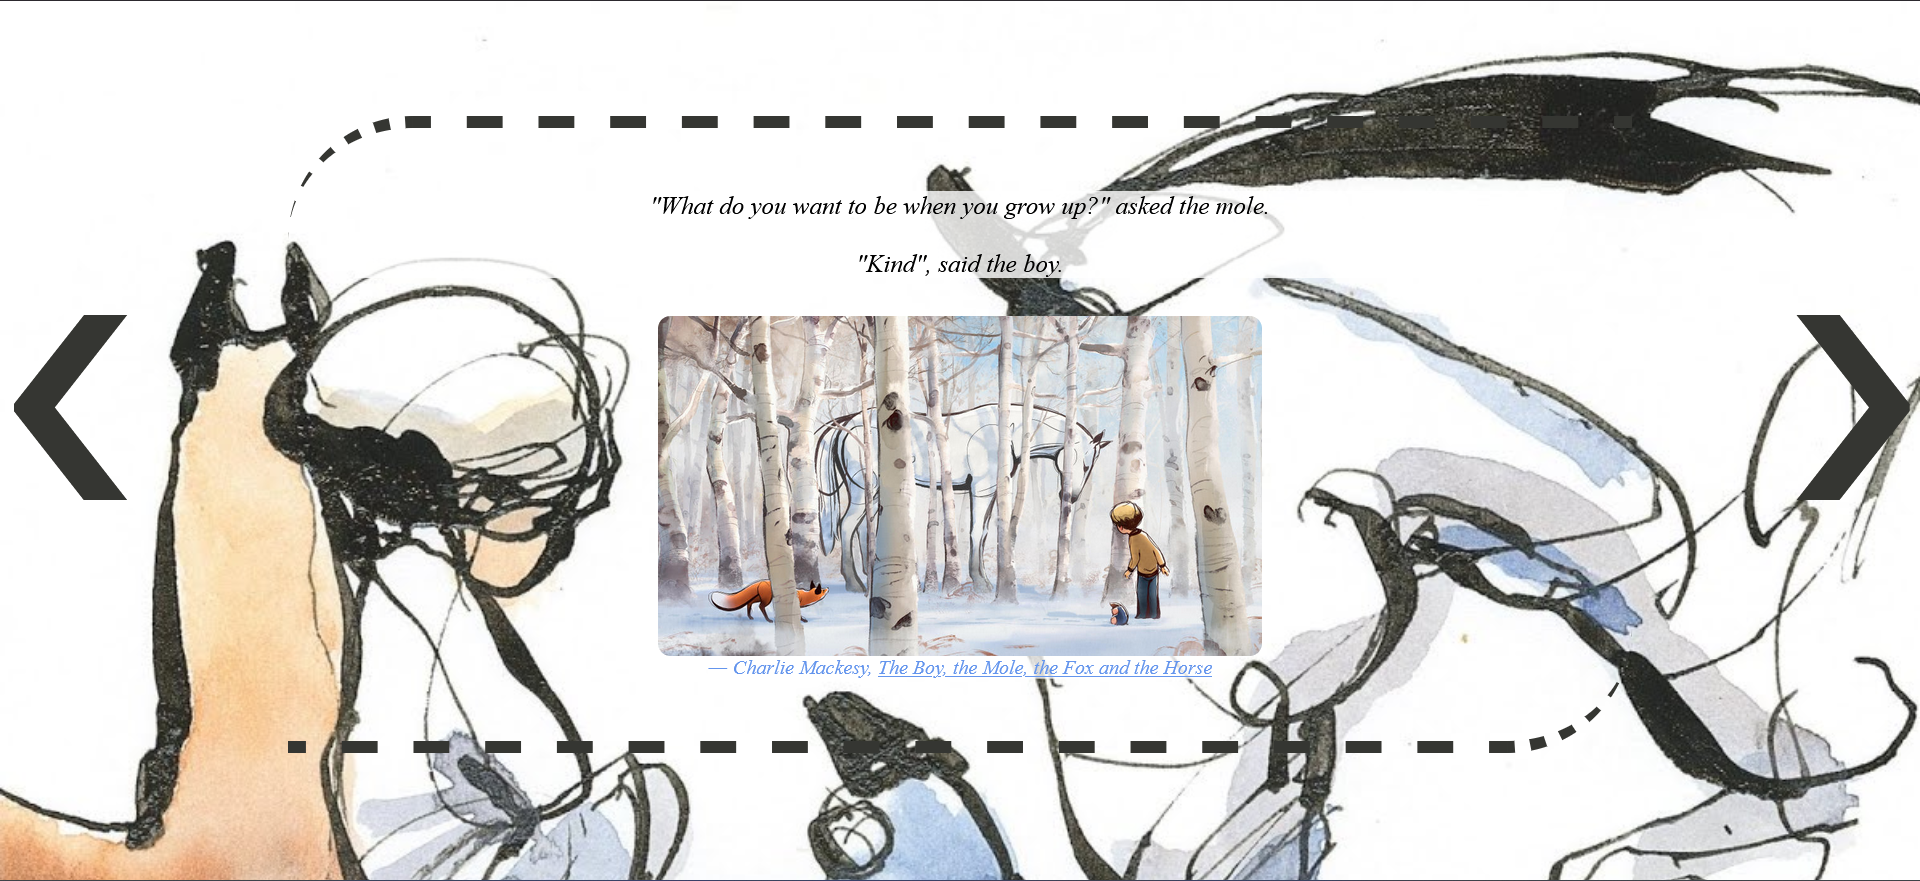 "What do you want to be when you grow up?" asked the mole.
"Kind", said the boy.
— Charlie Mackesy, The Boy, the Mole, the Fox and the Horse